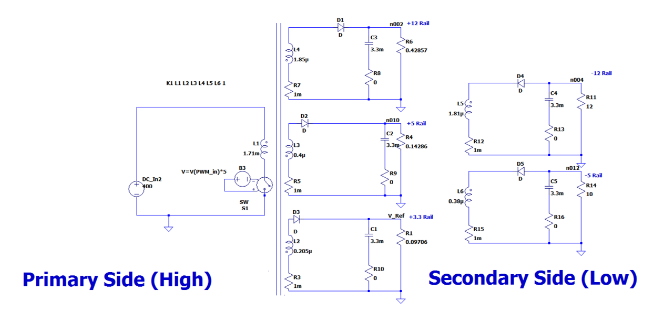 D1
n002
+12 Rail
D
C3
3.3m
R6
0.42857
L4
1.85µ
R8
0
R7
1m
K1 L1 L2 L3 L4 L5 L6 1
D4
n004
-12 Rail
D
C4
3.3m
R11
12
L5
1.81µ
R13
0
R12
1m
D2
n010
+5 Rail
D
C2
3.3m
R4
0.14286
L3
0.4µ
R9
0
R5
1m
L1
1.71m
V=V(PWM_in)*5
B3
DC_In2
400
SW
S1
D5
n012
-5 Rail
D
C5
3.3m
R14
10
L6
0.38µ
R16
0
R15
1m
D3
V_Ref
+3.3 Rail
D
C1
3.3m
R1
0.09706
L2
0.205µ
R10
0
R3
1m
Primary Side (High)
Secondary Side (Low)